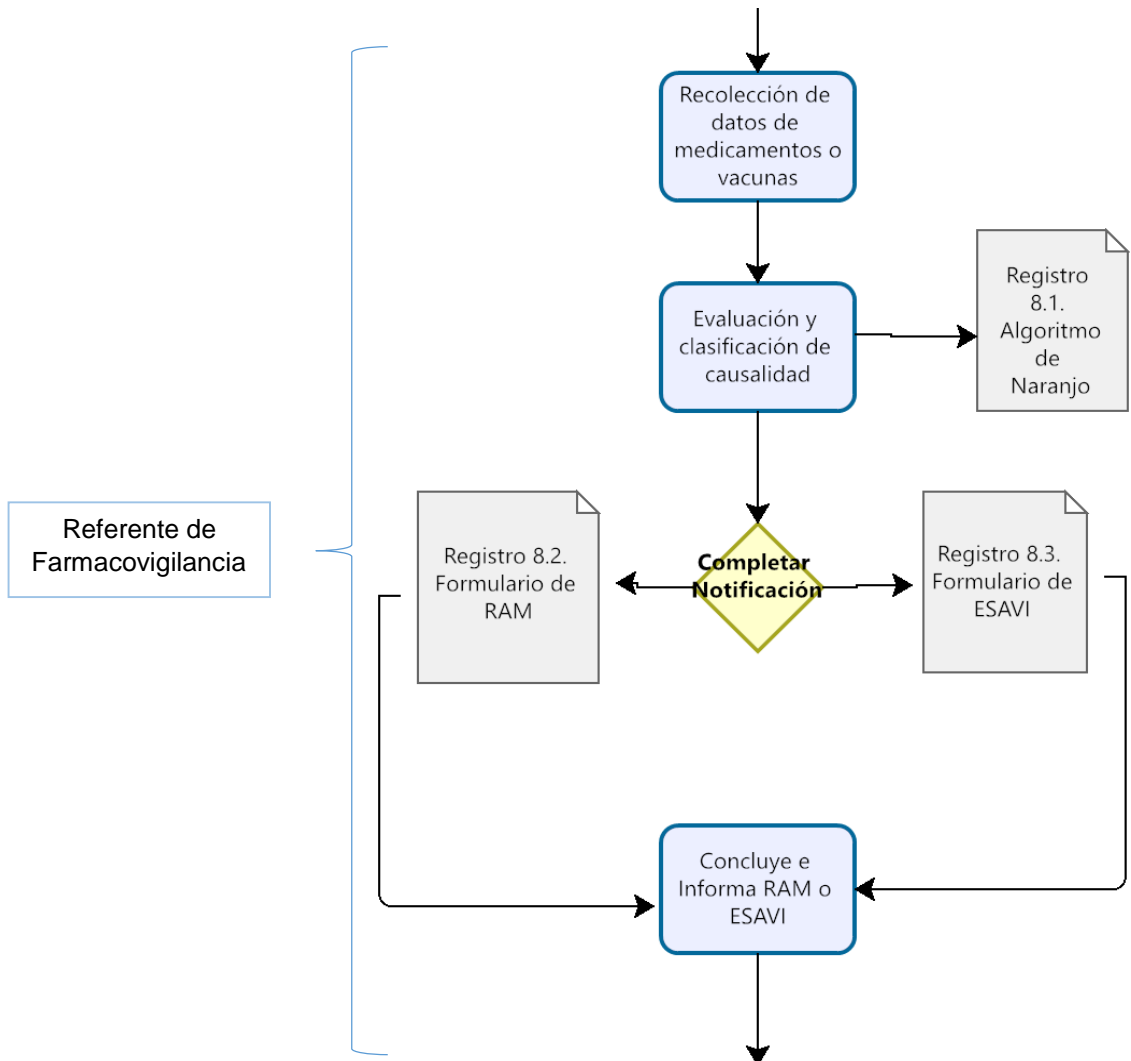 Recolección de
datos de
medicamentos o
vacunas
Evaluación y
clasificación de
causalidad
Registro
8.1.
Algoritmo
de
Naranjo
Referente de
Farmacovigilancia
Registro 8.2.
Formulario de
RAM
Completar
Notificación
Registro 8.3.
Formulario de
ESAVI
Concluye e
Informa RAM o
ESAVI